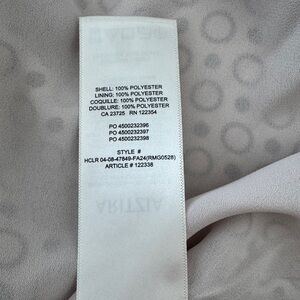 SHELL: 100% POLYESTER
LINING: 100% POLYESTER
COQUILLE: 100% POLYESTER
DOUBLURE: 100% POLYESTER
CA 23725 RN 122354
PO 4500232396
PO 4500232397
PO 4500232398
STYLE #
HCLR 04-08-47849-FA24(RMG0528)
ARTICLE # 122338
ARITZIA